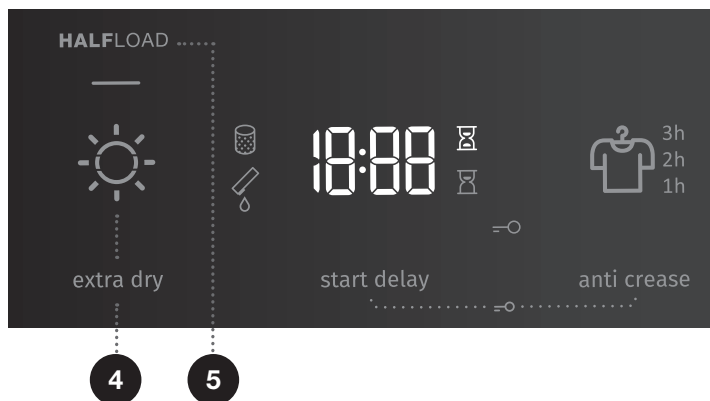 HALFLOAD
18:88
3h
2h
1h
extra dry
start delay
anti crease
4
5